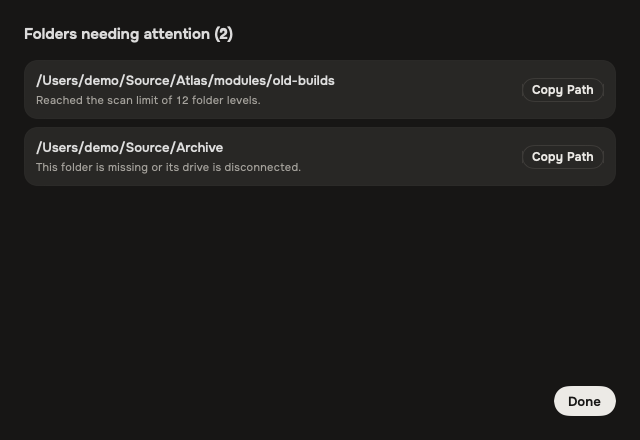 Folders needing attention (2)
/Users/demo/Source/Atlas/modules/old-builds
Reached the scan limit of 12 folder levels.
Copy Path
/Users/demo/Source/Archive
This folder is missing or its drive is disconnected.
Copy Path
Done